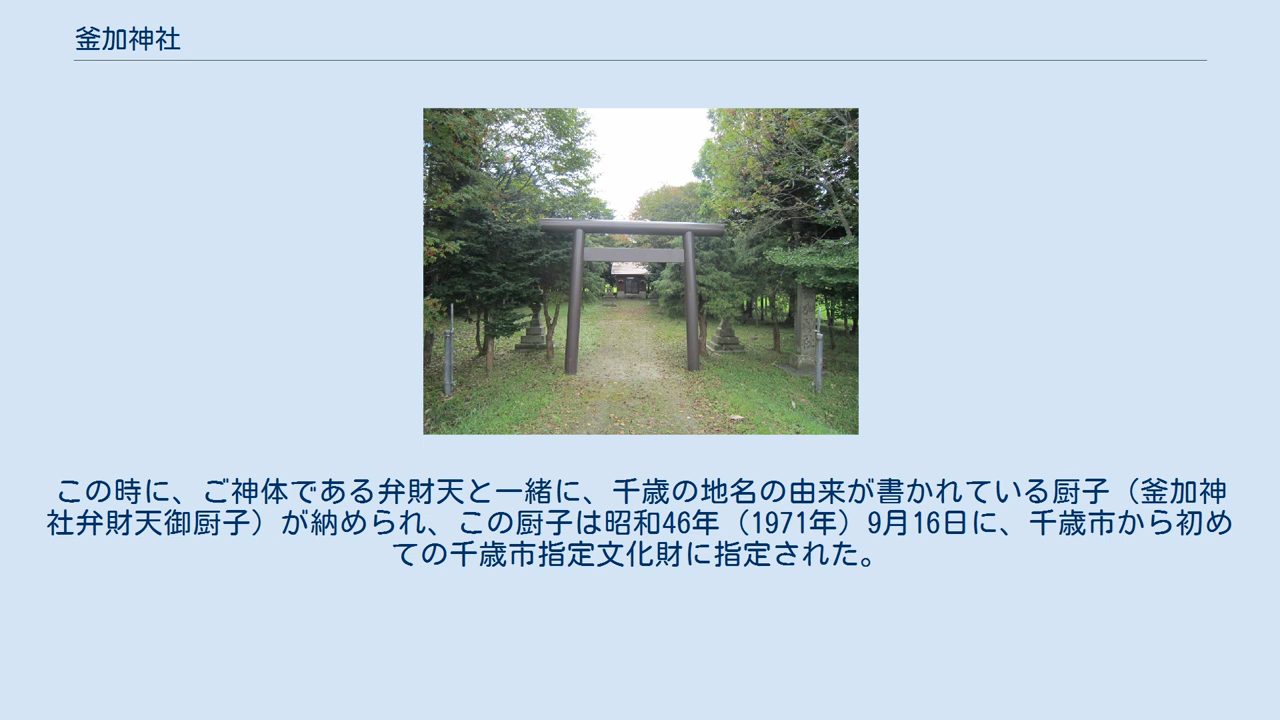 釜加神社
この時に、ご神体である弁財天と一緒に、千歳の地名の由来が書かれている厨子（釜加神
社弁財天御厨子）が納められ、この厨子は昭和46年（1971年）9月16日に、千歳市から初め
ての千歳市指定文化財に指定された。